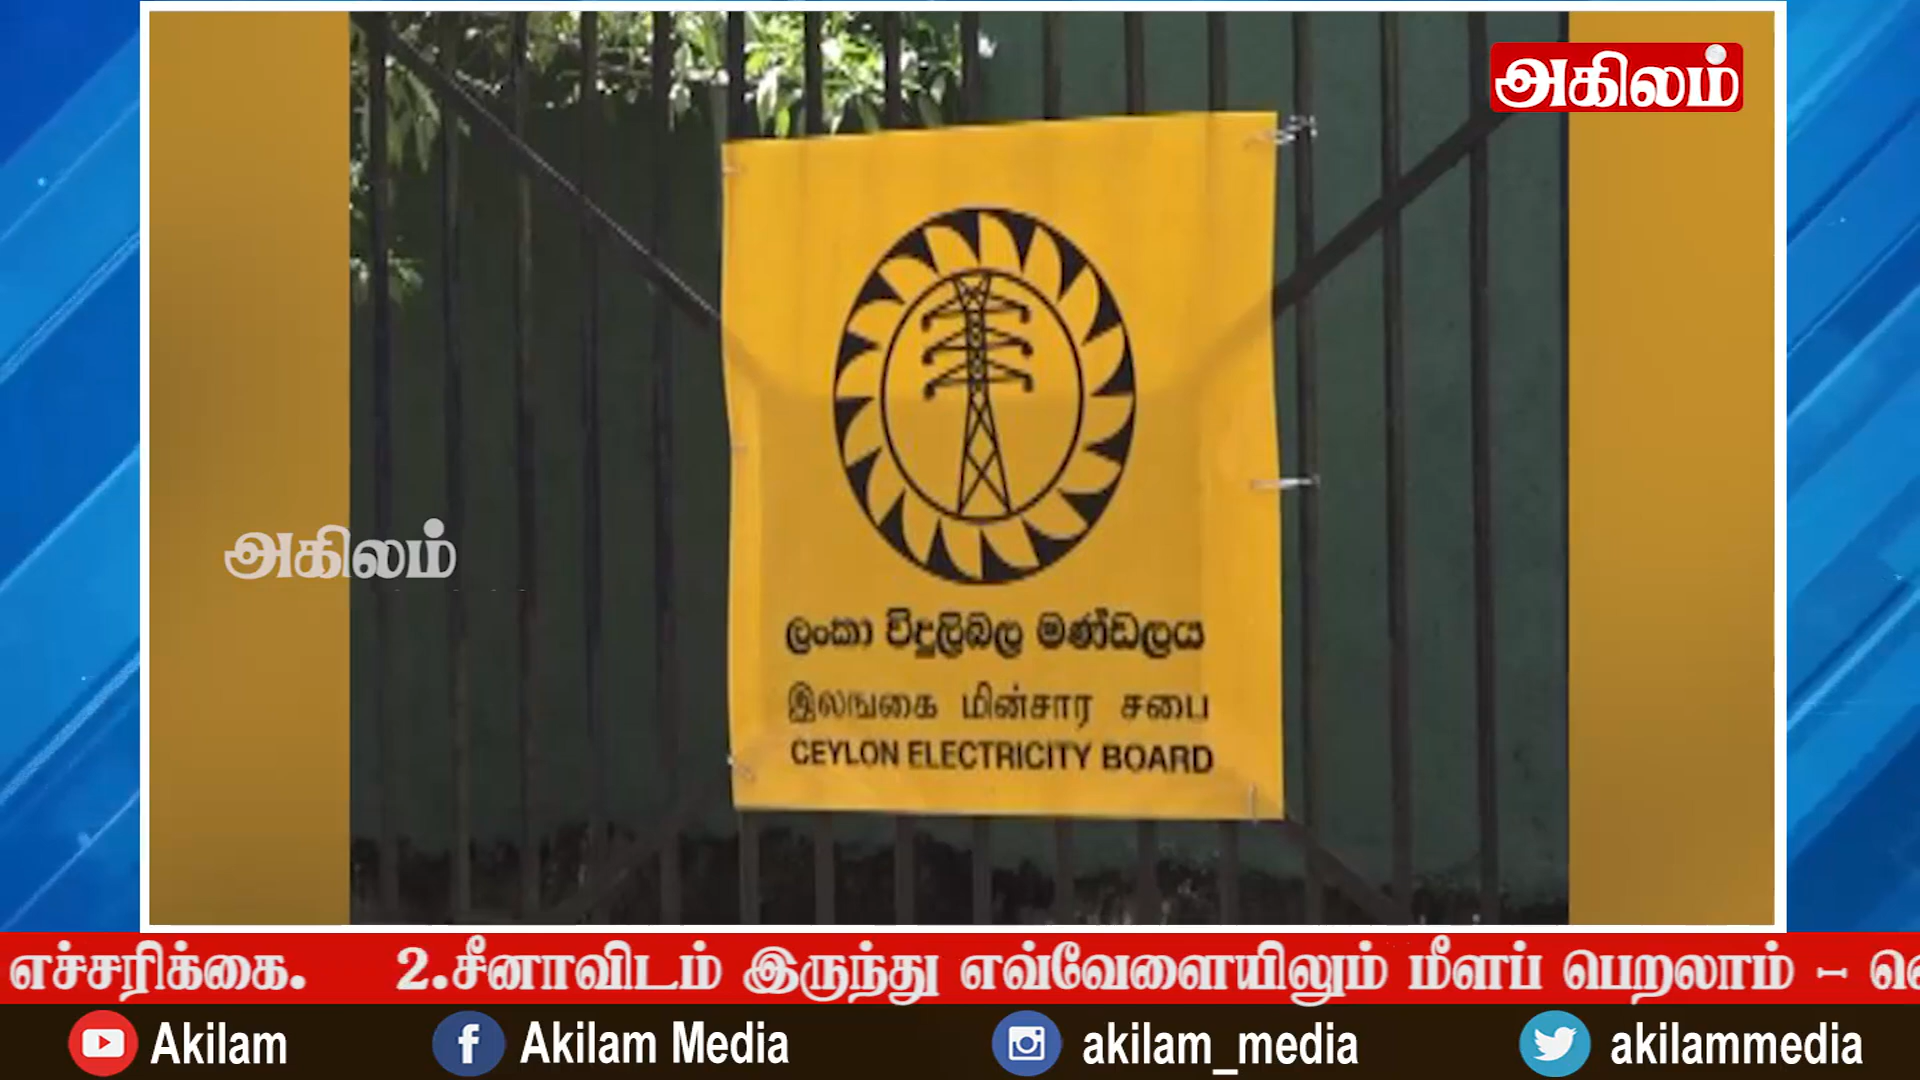 அகிலம்
அகிலம்
ලංකා විදුලිබල මණ්ඩලය
இலங்கை மின்சார சபை
CEYLON ELECTRICITY BOARD
எச்சரிக்கை. 2.சீனாவிடம் இருந்து எவ்வேளையிலும் மீளப் பெறலாம் –
Akilam Akilam Media akilam_media akilammedia